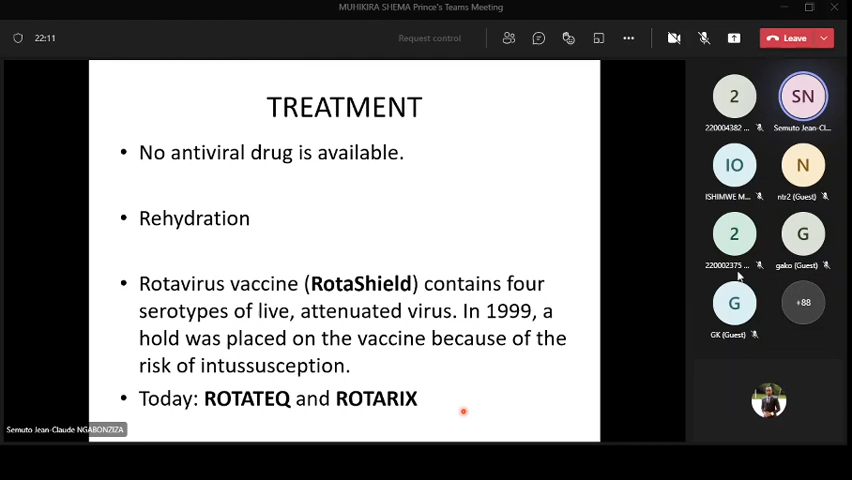 MUHIKIRA SHEMA Prince's Teams Meeting
22:11
Request control
Leave
TREATMENT
• No antiviral drug is available.
• Rehydration
• Rotavirus vaccine (RotaShield) contains four
serotypes of live, attenuated virus. In 1999, a
hold was placed on the vaccine because of the
risk of intussusception.
• Today: ROTATEQ and ROTARIX
Semuto Jean-Claude NGABONZIZA
2
SN
220004382 ...
Semuto Jean-Cl...
IO
N
ISHIMWE M...
ntr2 (Guest)
2
G
220002375 ...
gako (Guest)
G
+88
GK (Guest)